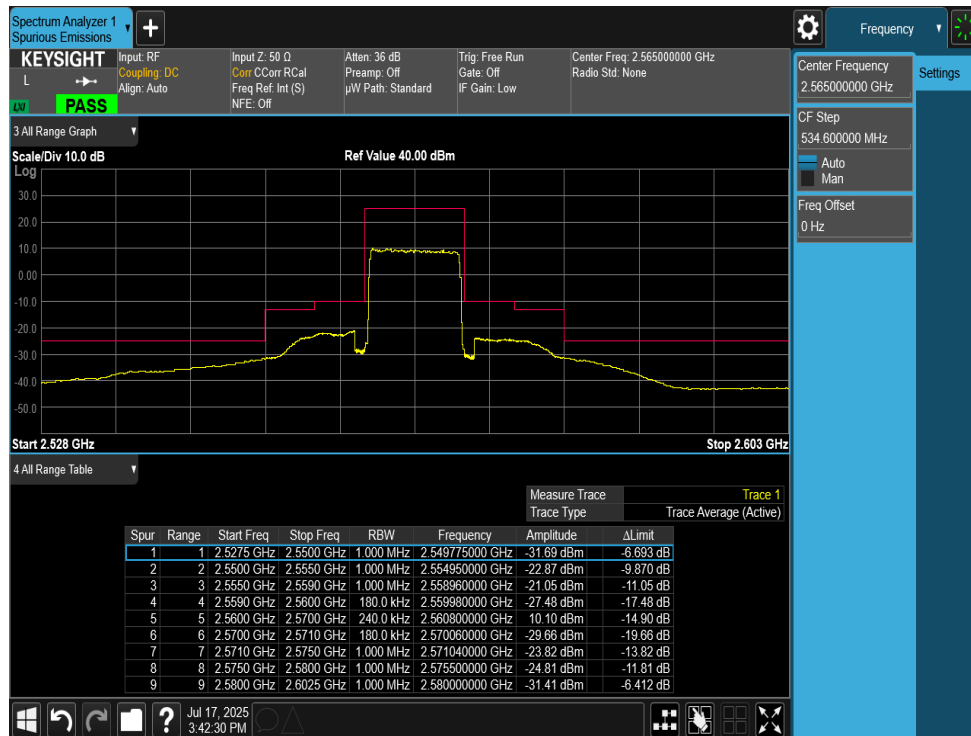 Spectrum Analyzer 1
Spurious Emissions
Frequency
KEYSIGHT
L
LXI
PASS
Input: RF
Coupling: DC
Align: Auto
Input Z: 50 Ω
Corr CCorr RCal
Freq Ref: Int (S)
NFE: Off
Atten: 36 dB
Preamp: Off
µW Path: Standard
Trig: Free Run
Gate: Off
IF Gain: Low
Center Freq: 2.565000000 GHz
Radio Std: None
Center Frequency
2.565000000 GHz
Settings
CF Step
534.600000 MHz
Auto
Man
Freq Offset
0 Hz
3 All Range Graph
Scale/Div 10.0 dB
Ref Value 40.00 dBm
Log
30.0
20.0
10.0
0.00
-10.0
-20.0
-30.0
-40.0
-50.0
Start 2.528 GHz
Stop 2.603 GHz
4 All Range Table
Measure Trace Trace 1
Trace Type Trace Average (Active)
Spur Range Start Freq Stop Freq RBW Frequency Amplitude ΔLimit
1 1 2.5275 GHz 2.5500 GHz 1.000 MHz 2.549775000 GHz -31.69 dBm -6.693 dB
2 2 2.5500 GHz 2.5550 GHz 1.000 MHz 2.554950000 GHz -22.87 dBm -9.870 dB
3 3 2.5550 GHz 2.5590 GHz 1.000 MHz 2.558960000 GHz -21.05 dBm -11.05 dB
4 4 2.5590 GHz 2.5600 GHz 180.0 kHz 2.559980000 GHz -27.48 dBm -17.48 dB
5 5 2.5600 GHz 2.5700 GHz 240.0 kHz 2.560800000 GHz 10.10 dBm -14.90 dB
6 6 2.5700 GHz 2.5710 GHz 180.0 kHz 2.570060000 GHz -29.66 dBm -19.66 dB
7 7 2.5710 GHz 2.5750 GHz 1.000 MHz 2.571040000 GHz -23.82 dBm -13.82 dB
8 8 2.5750 GHz 2.5800 GHz 1.000 MHz 2.575500000 GHz -24.81 dBm -11.81 dB
9 9 2.5800 GHz 2.6025 GHz 1.000 MHz 2.580000000 GHz -31.41 dBm -6.412 dB
Jul 17, 2025
3:42:30 PM